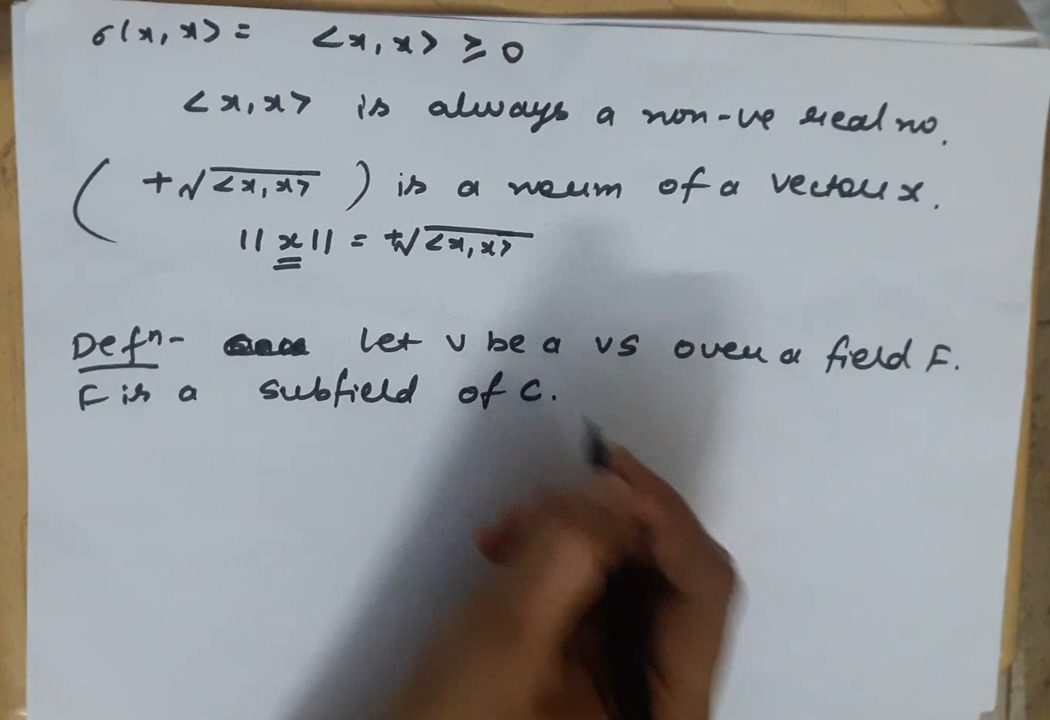 σ(x,x) = <x,x> ≥ 0
<x,x> is always a non-ve real no.
( +√<x,x> ) is a norm of a vector x.
||x|| = +√<x,x>
Defn- Let V be a VS over a field F.
F is a subfield of C.